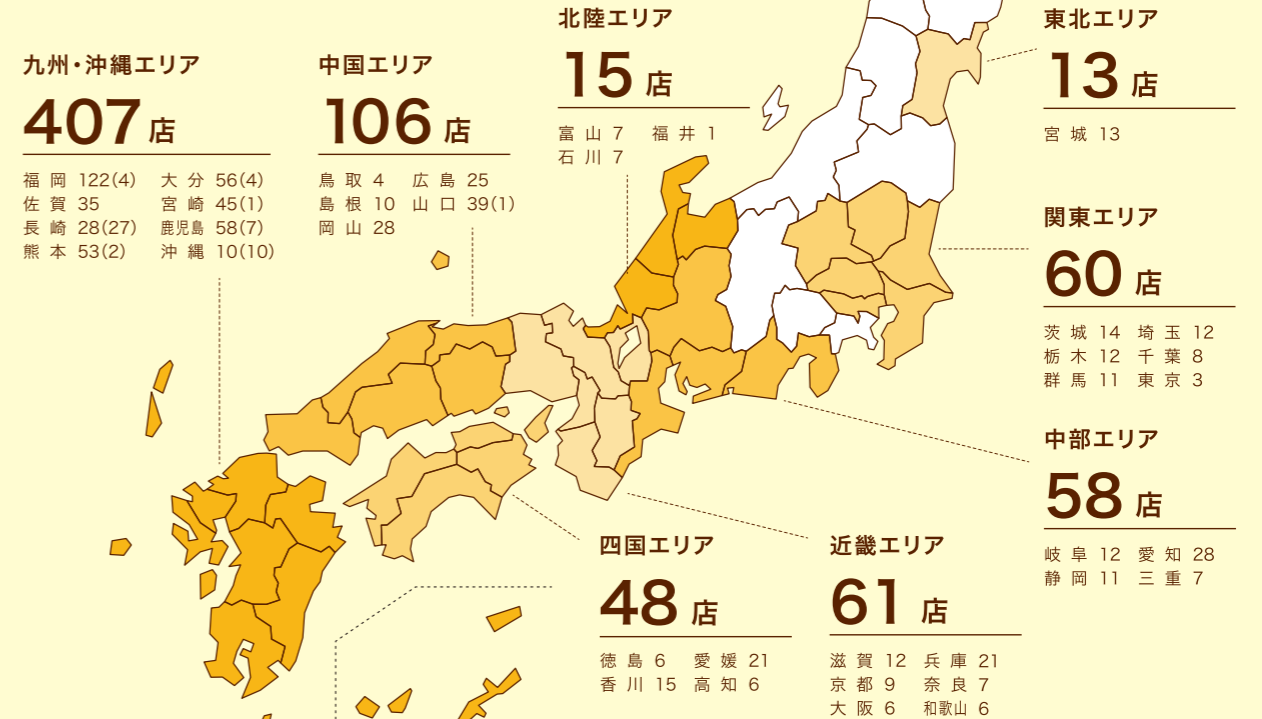 九州・沖縄エリア
407店
福岡 122(4) 大分 56(4)
佐賀 35 宮崎 45(1)
長崎 28(27) 鹿児島 58(7)
熊本 53(2) 沖縄 10(10)
中国エリア
106店
鳥取 4 広島 25
島根 10 山口 39(1)
岡山 28
北陸エリア
15店
富山 7 福井 1
石川 7
東北エリア
13店
宮城 13
関東エリア
60店
茨城 14 埼玉 12
栃木 12 千葉 8
群馬 11 東京 3
中部エリア
58店
岐阜 12 愛知 28
静岡 11 三重 7
四国エリア
48店
徳島 6 愛媛 21
香川 15 高知 6
近畿エリア
61店
滋賀 12 兵庫 21
京都 9 奈良 7
大阪 6 和歌山 6